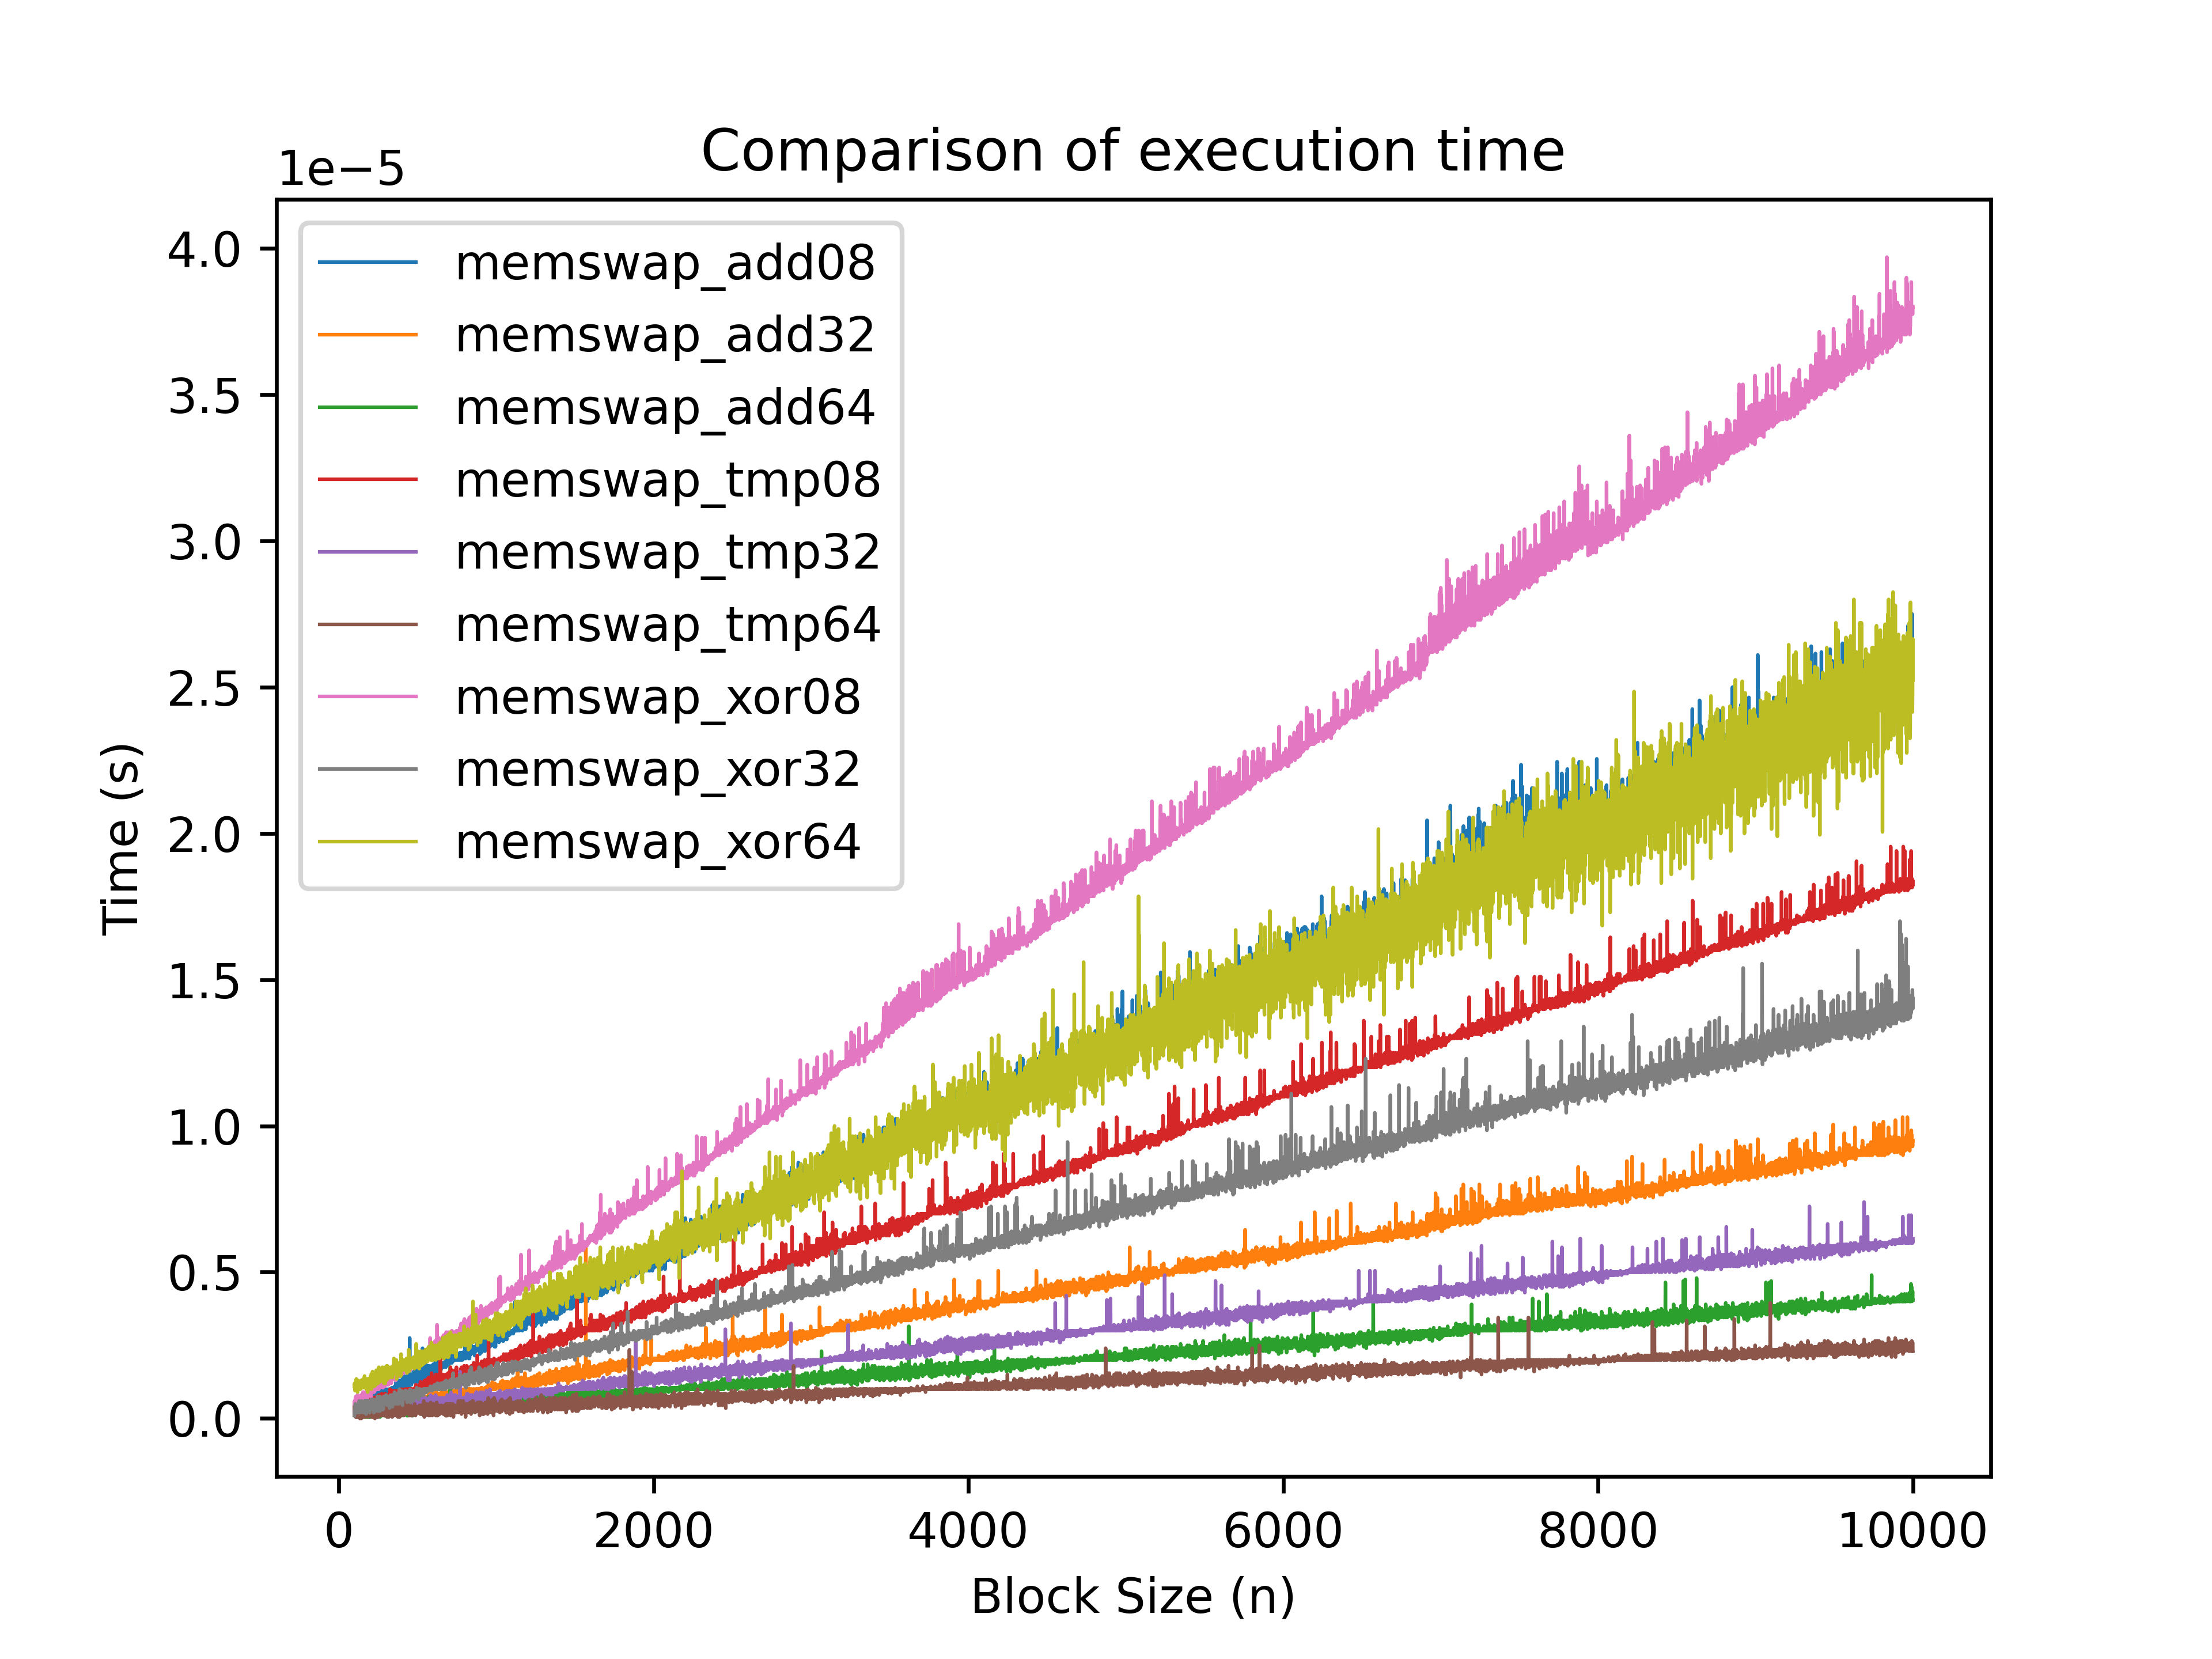 Comparison of execution time
1e−5
4.0
3.5
3.0
2.5
2.0
1.5
1.0
0.5
0.0
Time (s)
memswap_add08
memswap_add32
memswap_add64
memswap_tmp08
memswap_tmp32
memswap_tmp64
memswap_xor08
memswap_xor32
memswap_xor64
0 2000 4000 6000 8000 10000
Block Size (n)